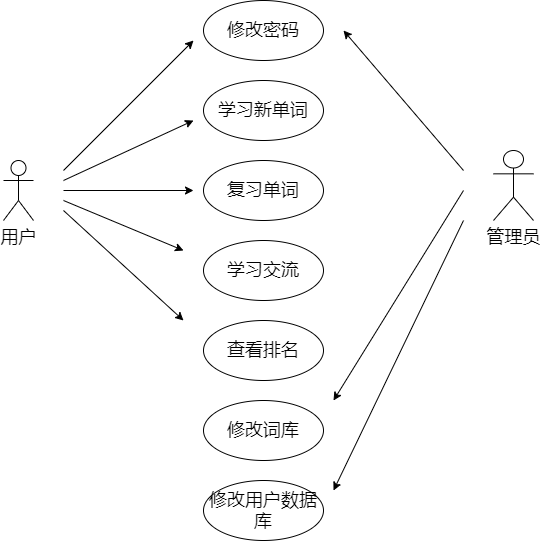 修改密码
学习新单词
复习单词
用户
管理员
学习交流
查看排名
修改词库
修改用户数据
库